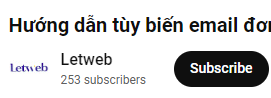 Hướng dẫn tùy biến email đơ
Letweb
Letweb
253 subscribers
Subscribe